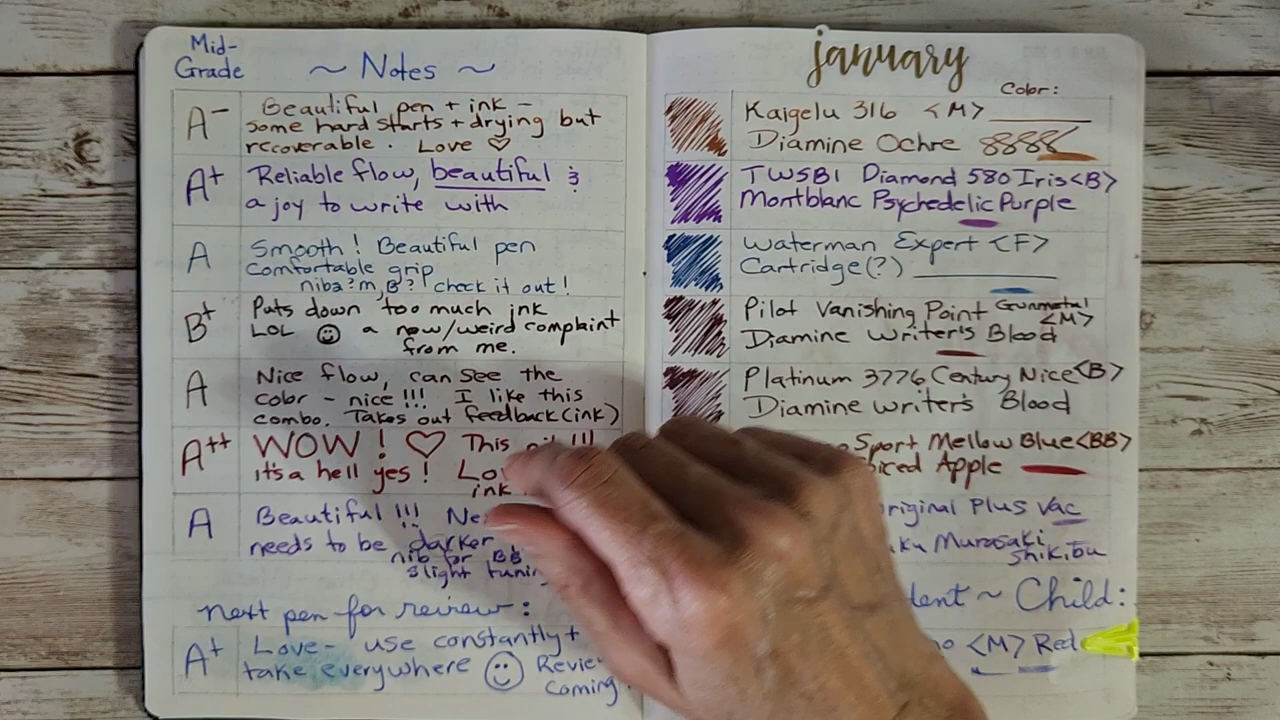 Mid-
Grade
~ Notes ~
A-
Beautiful pen + ink -
some hard starts + drying but
recoverable. Love ♡
A+
Reliable flow, beautiful &
a joy to write with
A
Smooth! Beautiful pen
comfortable grip
nibs? m, B? check it out!
B+
Puts down too much ink
LOL ☺ a new/weird complaint
from me.
A
Nice flow, can see the
color - nice!!! I like this
combo. Takes out feedback (ink)
A++
WOW! ♡ This !!!
it's a hell yes!
ink
A
Beautiful!!!
needs to be darker
nib for BB
slight
next pen for review:
A+
Love - use constantly +
take everywhere ☺
coming
january
Color:
Kaigelu 316 <M>
Diamine Ochre 8888
TWSBI Diamond 580 Iris <B>
Montblanc Psychedelic Purple
Waterman Expert <F>
Cartridge(?)
Pilot Vanishing Point Gunmetal
<M>
Diamine Writer's Blood
Platinum 3776 Century Nice <B>
Diamine Writer's Blood
Sport Mellow Blue <BB>
Apple
Plus Vac
Murasaki
Shikibu
~ Child:
<M> Red